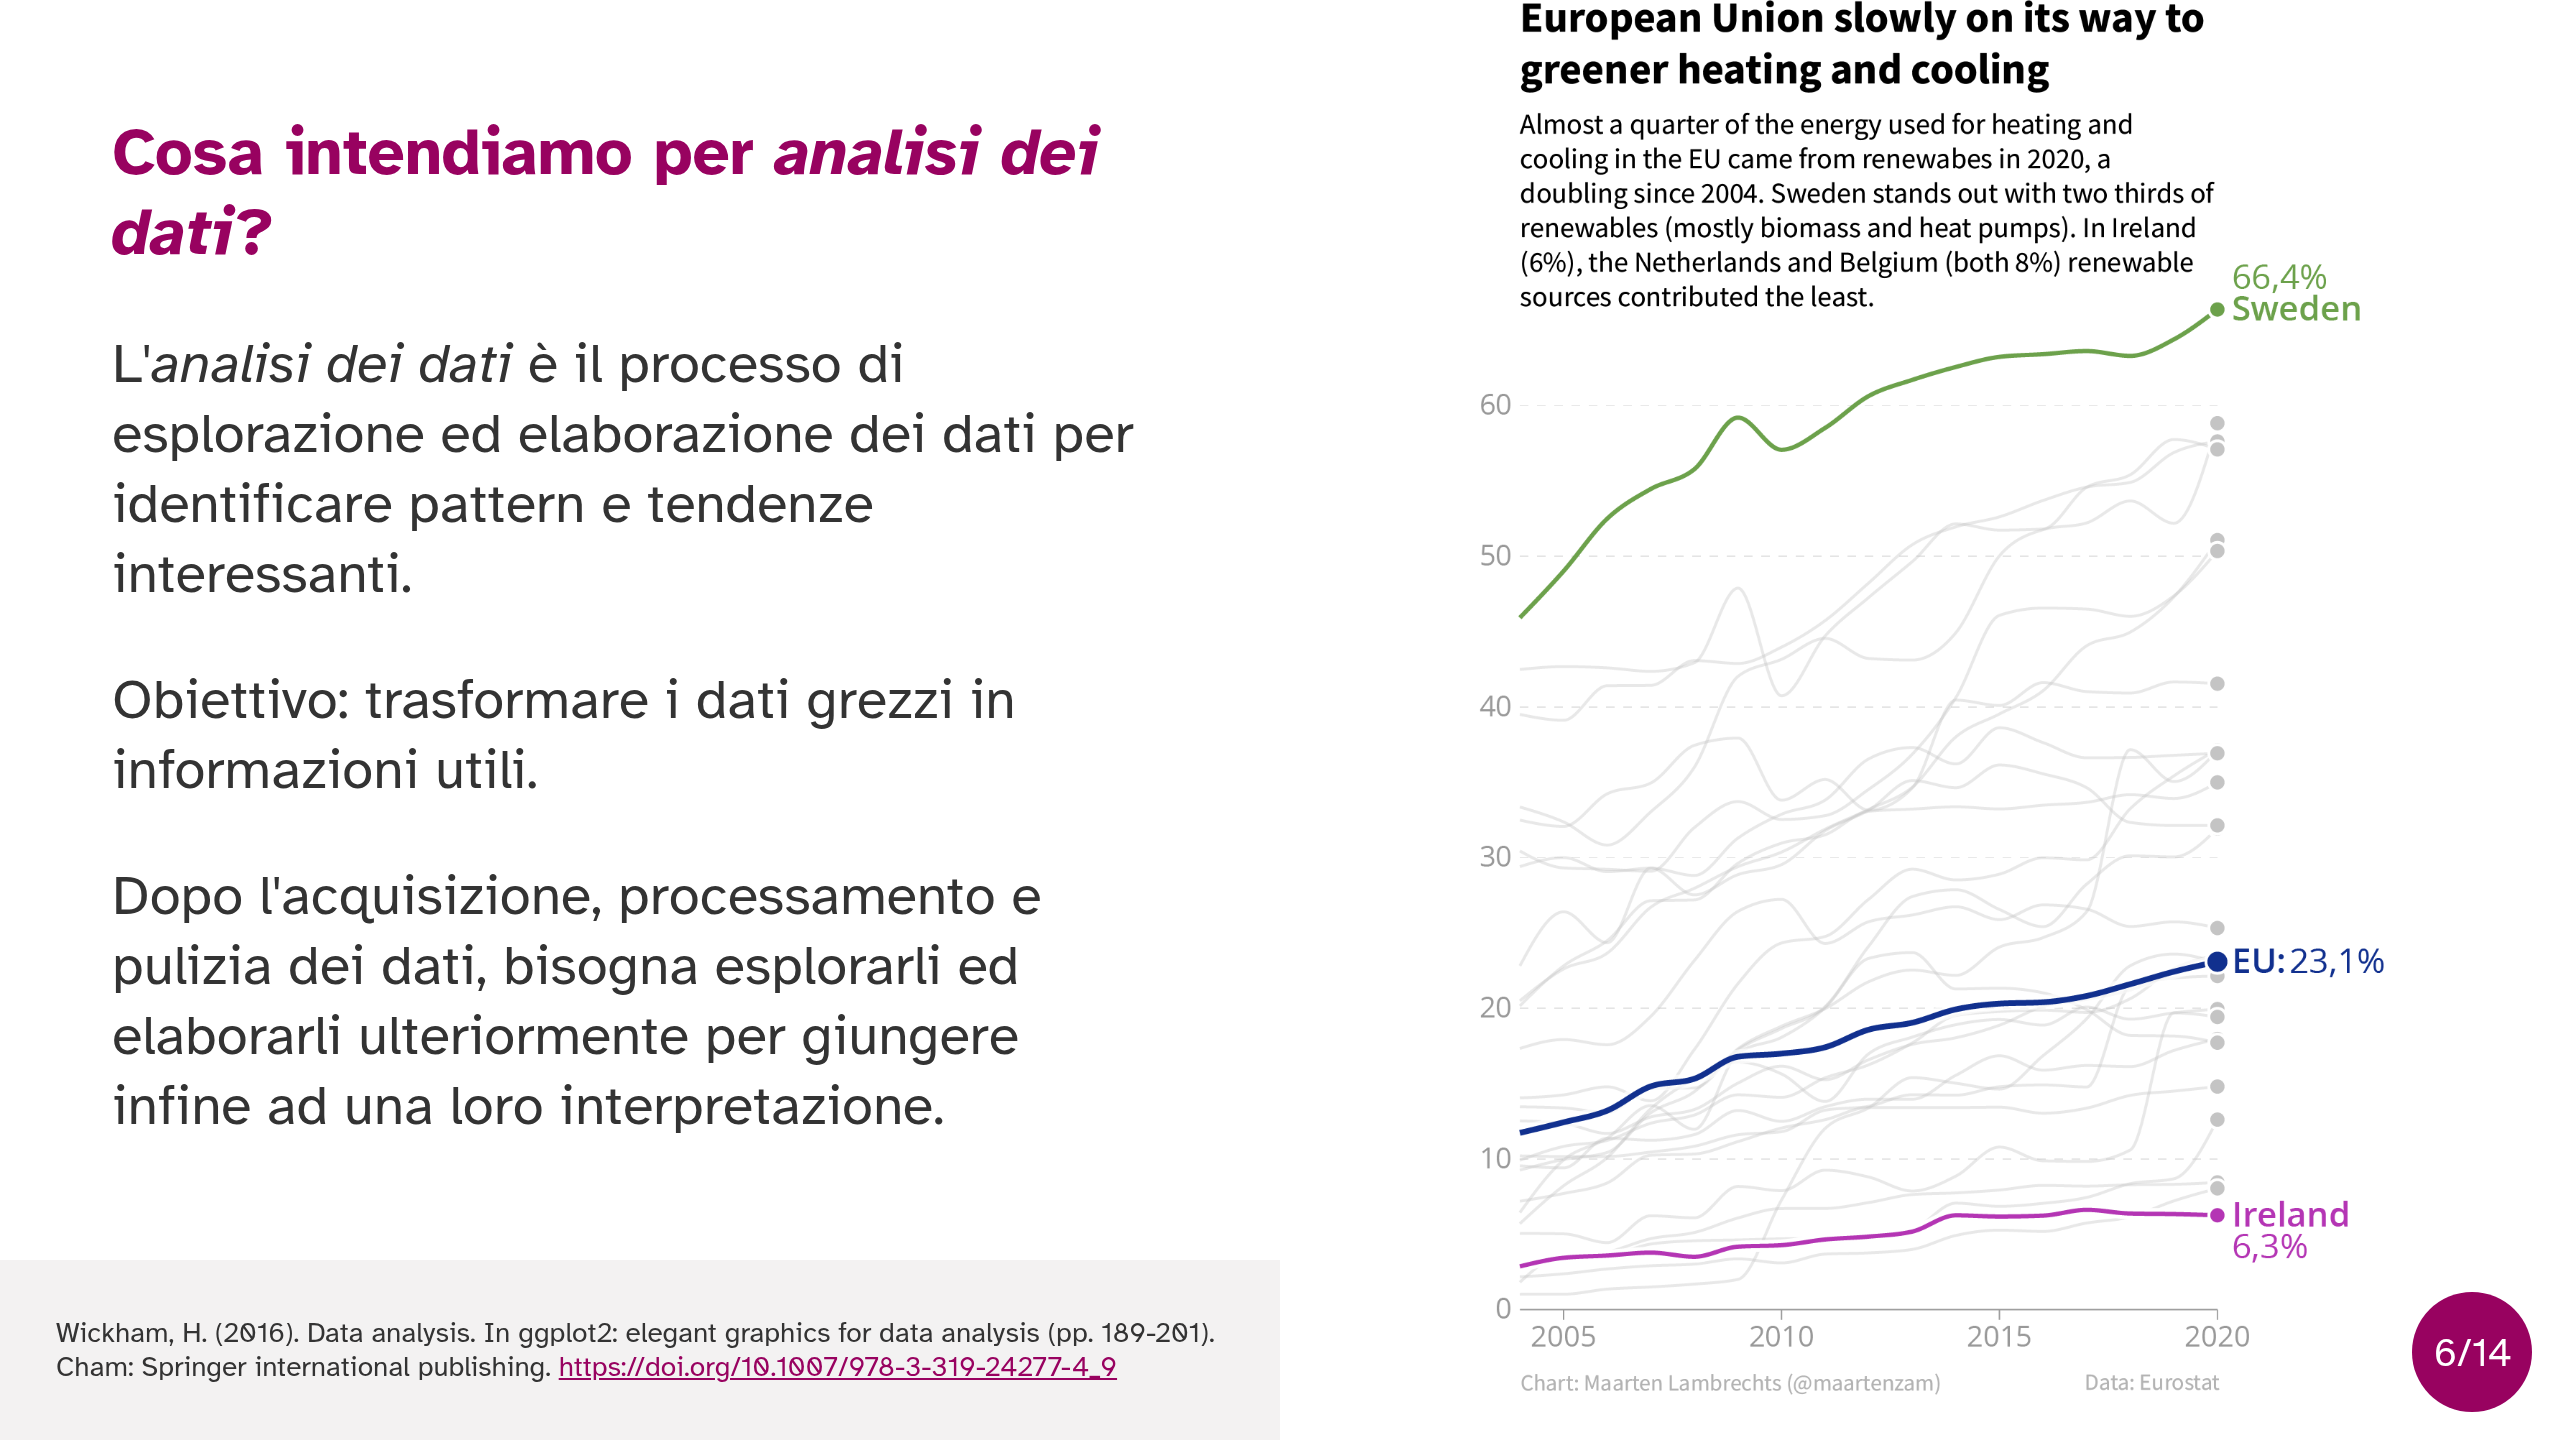 Cosa intendiamo per analisi dei
dati?
L'analisi dei dati è il processo di
esplorazione ed elaborazione dei dati per
identificare pattern e tendenze
interessanti.
Obiettivo: trasformare i dati grezzi in
informazioni utili.
Dopo l'acquisizione, processamento e
pulizia dei dati, bisogna esplorarli ed
elaborarli ulteriormente per giungere
infine ad una loro interpretazione.
Wickham, H. (2016). Data analysis. In ggplot2: elegant graphics for data analysis (pp. 189-201).
Cham: Springer international publishing. https://doi.org/10.1007/978-3-319-24277-4_9
European Union slowly on its way to
greener heating and cooling
Almost a quarter of the energy used for heating and
cooling in the EU came from renewabes in 2020, a
doubling since 2004. Sweden stands out with two thirds of
renewables (mostly biomass and heat pumps). In Ireland
(6%), the Netherlands and Belgium (both 8%) renewable
sources contributed the least.
66,4%
Sweden
60
50
40
30
EU: 23,1%
20
10
Ireland
6,3%
0
2005 2010 2015 2020
Chart: Maarten Lambrechts (@maartenzam) Data: Eurostat
6/14